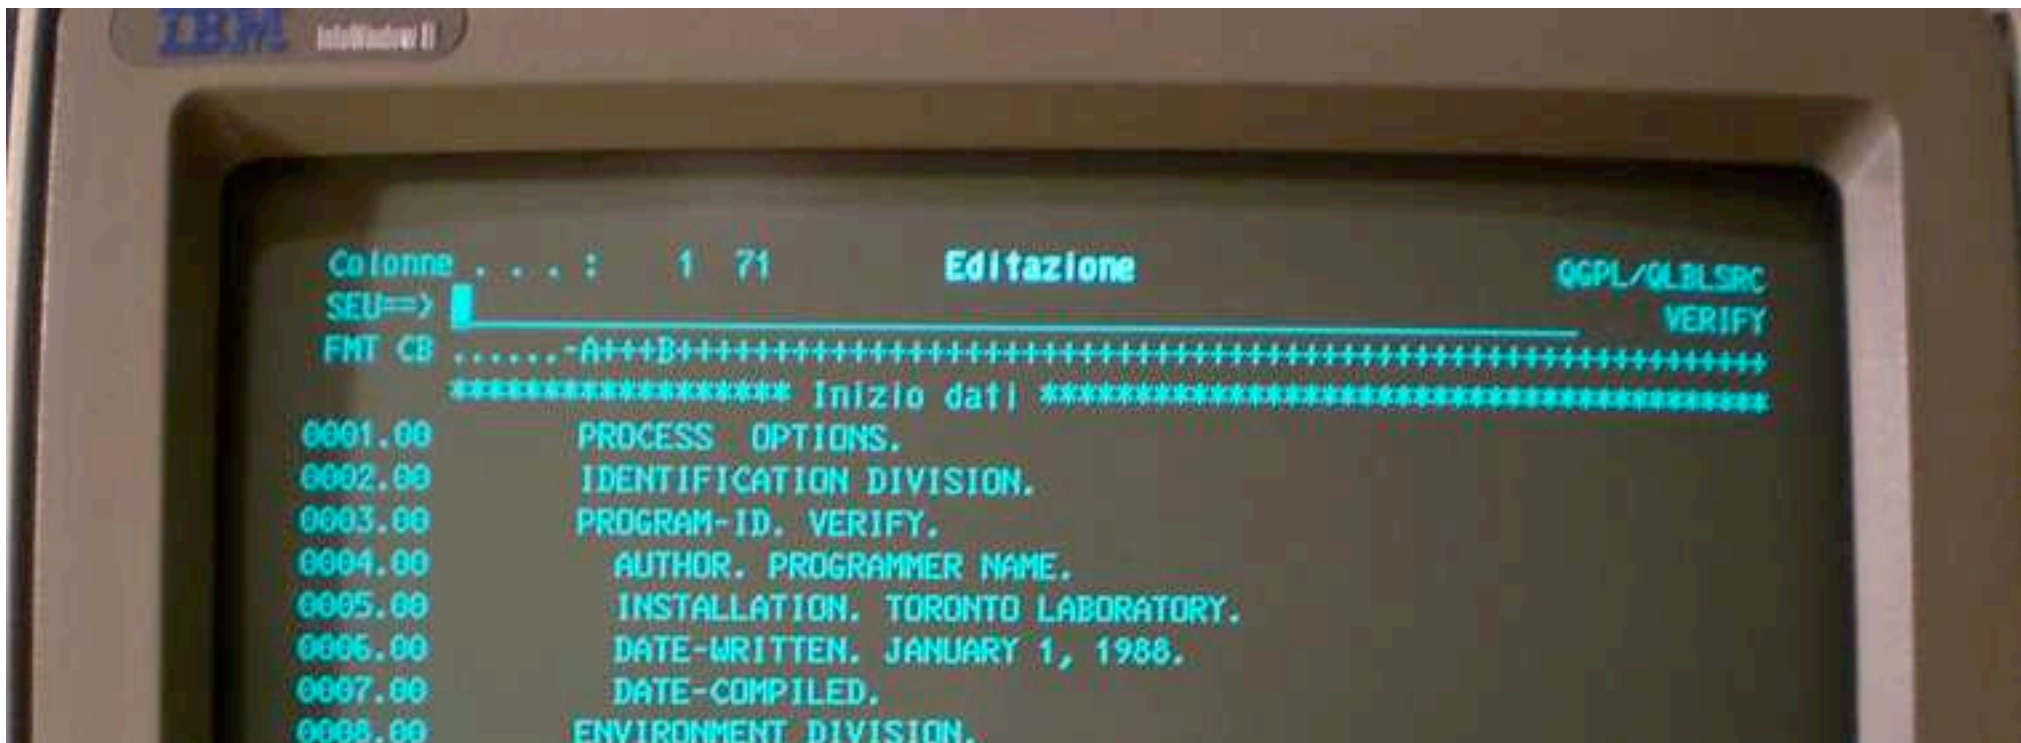 IBM InfoWindow II
Colonne . . . : 1 71 Editazione QGPL/QLBLSRC
SEU==> VERIFY
FMT CB ......-A+++B++++++++++++++++++++++++++++++++++++++++++++++++++++++++++++
****************** Inizio dati ***************************************
0001.00 PROCESS OPTIONS.
0002.00 IDENTIFICATION DIVISION.
0003.00 PROGRAM-ID. VERIFY.
0004.00 AUTHOR. PROGRAMMER NAME.
0005.00 INSTALLATION. TORONTO LABORATORY.
0006.00 DATE-WRITTEN. JANUARY 1, 1988.
0007.00 DATE-COMPILED.
0008.00 ENVIRONMENT DIVISION.